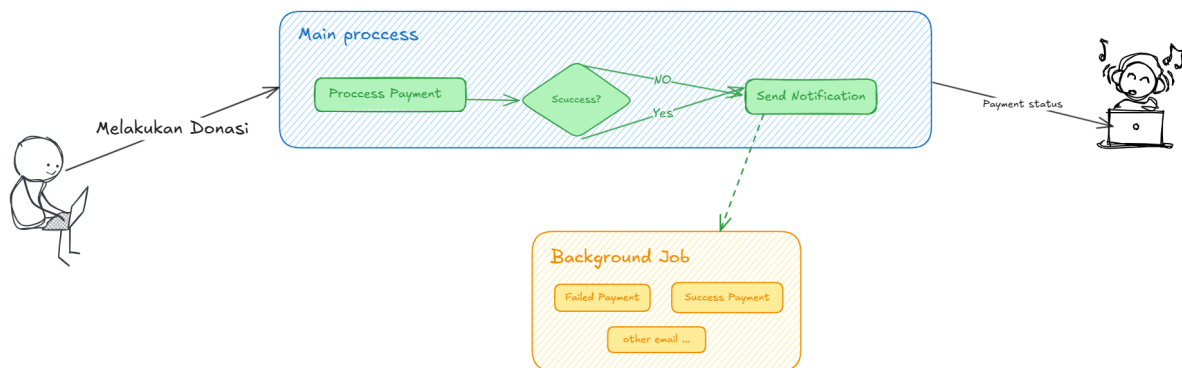 Main proccess
Proccess Payment
Scuccess?
NO
Yes
Send Notification
Melakukan Donasi
Payment status
Background Job
Failed Payment
Success Payment
other email ...